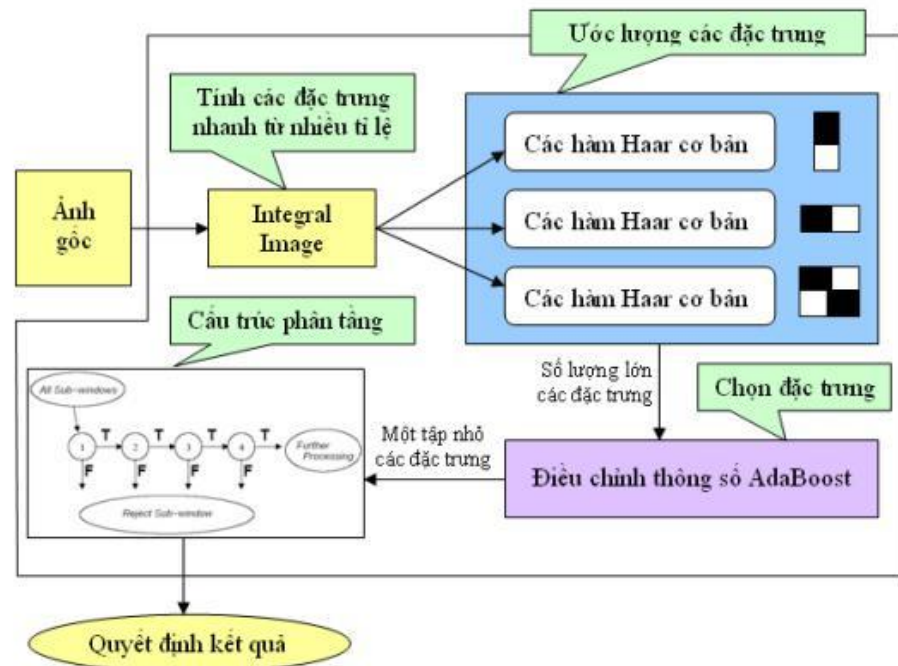 Ước lượng các đặc trưng
Tính các đặc trưng
nhanh từ nhiều tỉ lệ
Ảnh
gốc
Integral
Image
Các hàm Haar cơ bản
Các hàm Haar cơ bản
Các hàm Haar cơ bản
Cấu trúc phân tầng
Số lượng lớn
các đặc trưng
Chọn đặc trưng
All Sub-windows
T
T
T
T
1
2
3
4
Further
Processing
F
F
F
F
Reject Sub-window
Một tập nhỏ
các đặc trưng
Điều chỉnh thông số AdaBoost
Quyết định kết quả